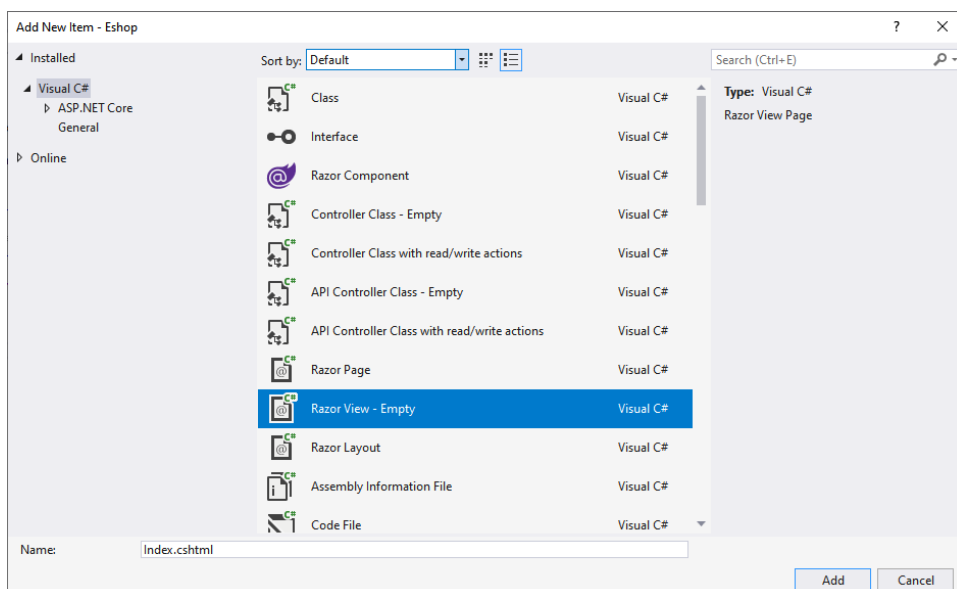 Add New Item - Eshop
? ×
Installed
Visual C#
ASP.NET Core
General
Online
Sort by: Default
Search (Ctrl+E)
C# Class Visual C#
Interface Visual C#
@ Razor Component Visual C#
C# Controller Class - Empty Visual C#
C# Controller Class with read/write actions Visual C#
C# API Controller Class - Empty Visual C#
C# API Controller Class with read/write actions Visual C#
C# @ Razor Page Visual C#
C# @ Razor View - Empty Visual C#
C# @ Razor Layout Visual C#
C# i Assembly Information File Visual C#
C# Code File Visual C#
Type: Visual C#
Razor View Page
Name: Index.cshtml
Add Cancel